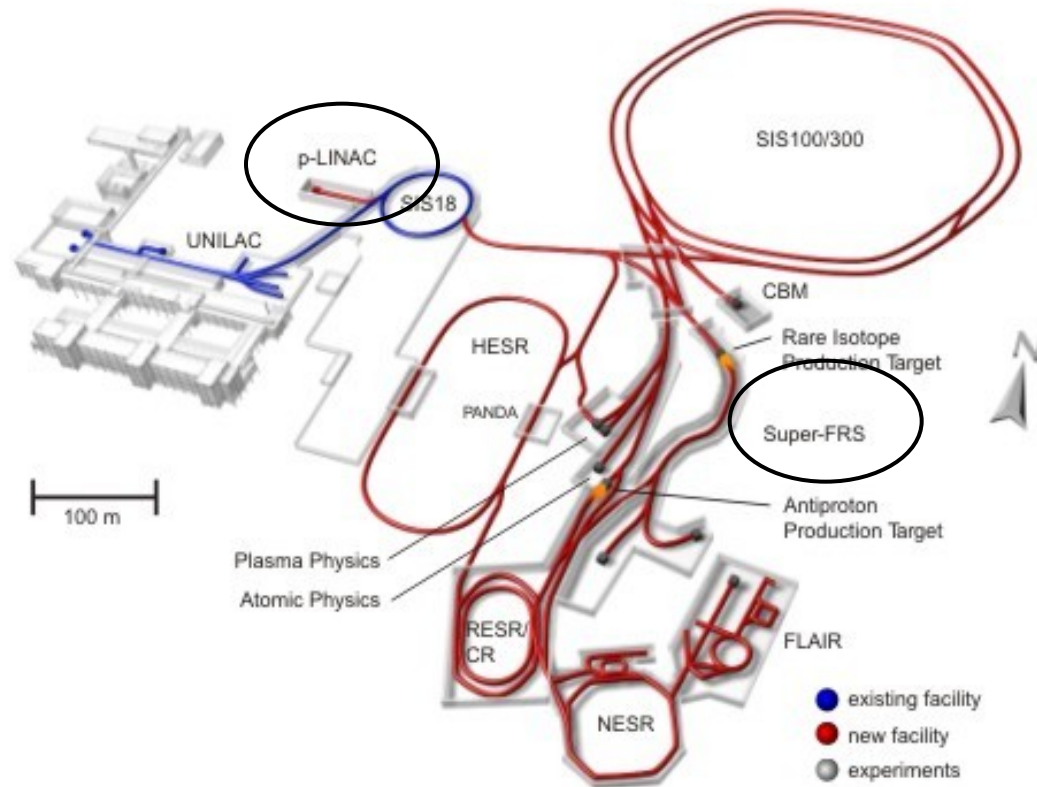 SIS100/300
p-LINAC
SIS18
UNILAC
CBM
Rare Isotope
Production Target
N
HESR
PANDA
Super-FRS
100 m
Antiproton
Production Target
Plasma Physics
Atomic Physics
RESR/
CR
FLAIR
NESR
existing facility
new facility
experiments